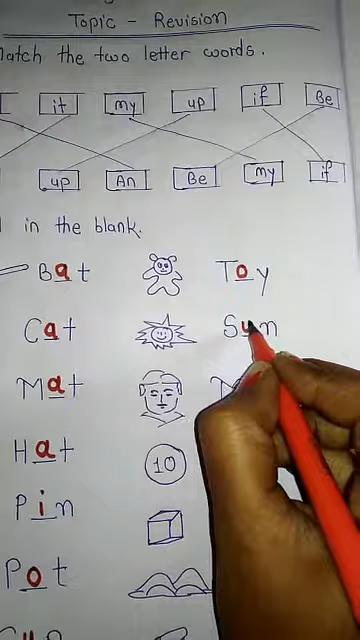 Topic - Revision
Match the two letter words.
it my up if Be
up An Be my if
in the blank.
Bat Toy
Cat Sun
Mat
Hat 10
Pin
Pot